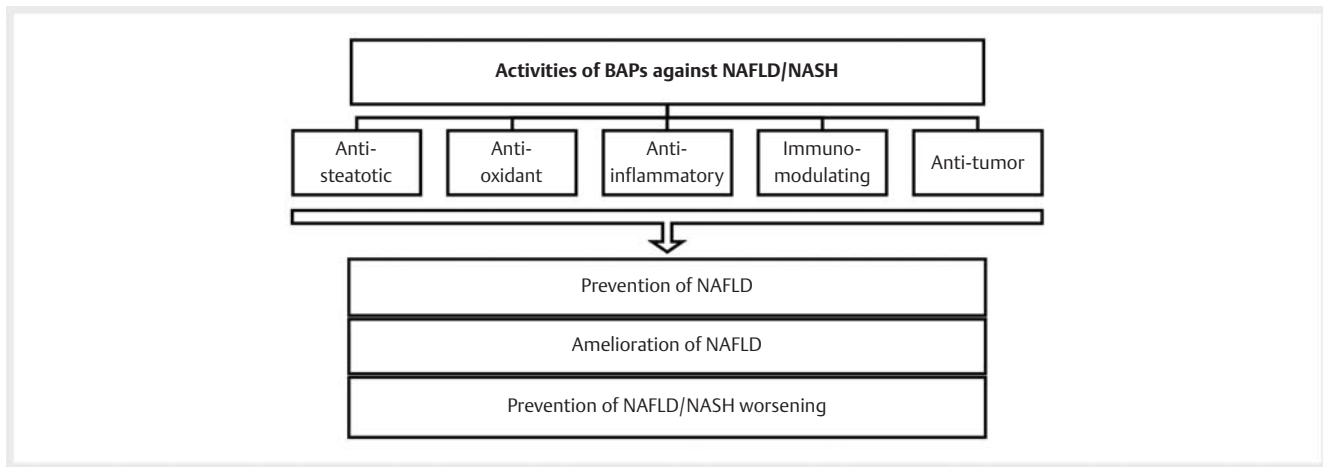 Activities of BAPs against NAFLD/NASH
Anti-
steatotic
Anti-
oxidant
Anti-
inflammatory
Immuno-
modulating
Anti-tumor
Prevention of NAFLD
Amelioration of NAFLD
Prevention of NAFLD/NASH worsening